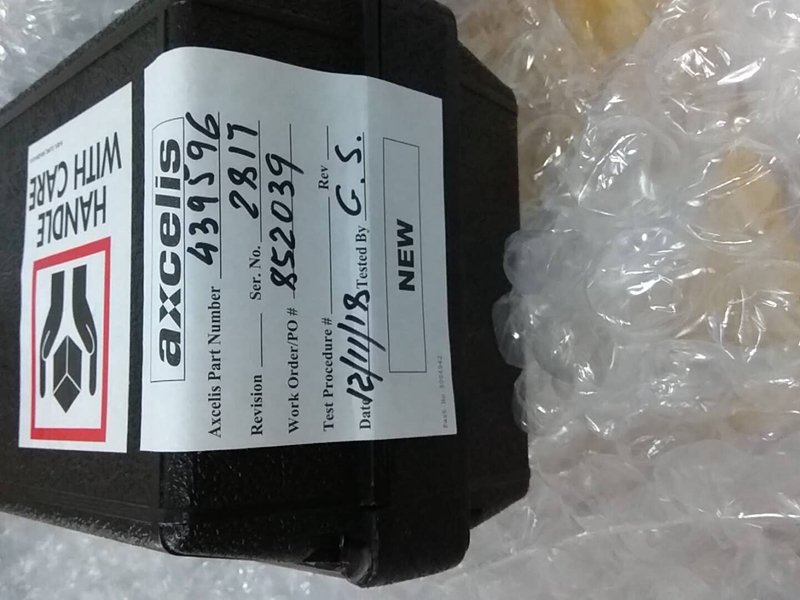 HANDLE
WITH CARE
axcelis
Axcelis Part Number 439596
Revision Ser. No. 2817
Work Order/PO # 852039
Test Procedure # Rev
Date 12/11/18 Tested By G.S.
NEW